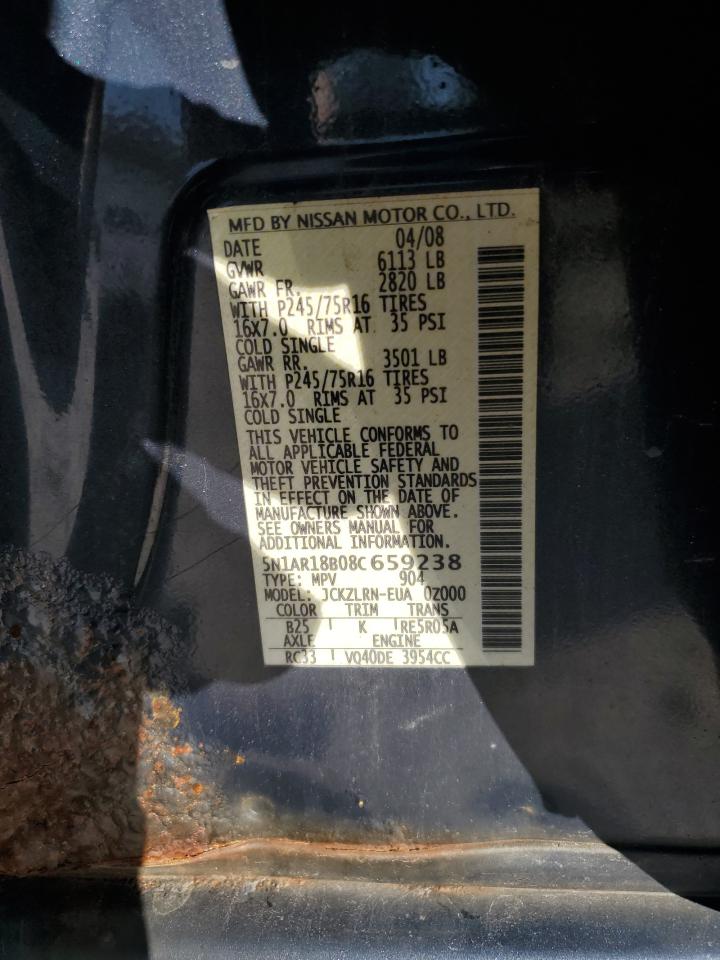 MFD BY NISSAN MOTOR CO., LTD.
DATE 04/08
GVWR 6113 LB
GAWR FR. 2820 LB
WITH P245/75R16 TIRES
16X7.0 RIMS AT 35 PSI
COLD SINGLE
GAWR RR. 3501 LB
WITH P245/75R16 TIRES
16X7.0 RIMS AT 35 PSI
COLD SINGLE
THIS VEHICLE CONFORMS TO
ALL APPLICABLE FEDERAL
MOTOR VEHICLE SAFETY AND
THEFT PREVENTION STANDARDS
IN EFFECT ON THE DATE OF
MANUFACTURE SHOWN ABOVE.
SEE OWNERS MANUAL FOR
ADDITIONAL INFORMATION.
5N1AR18B08C659238
TYPE: MPV 904
MODEL: JCKZLRN-EUA 0Z000
COLOR TRIM TRANS
B25 K RE5R05A
AXLE ENGINE
RC33 VQ40DE 3954CC